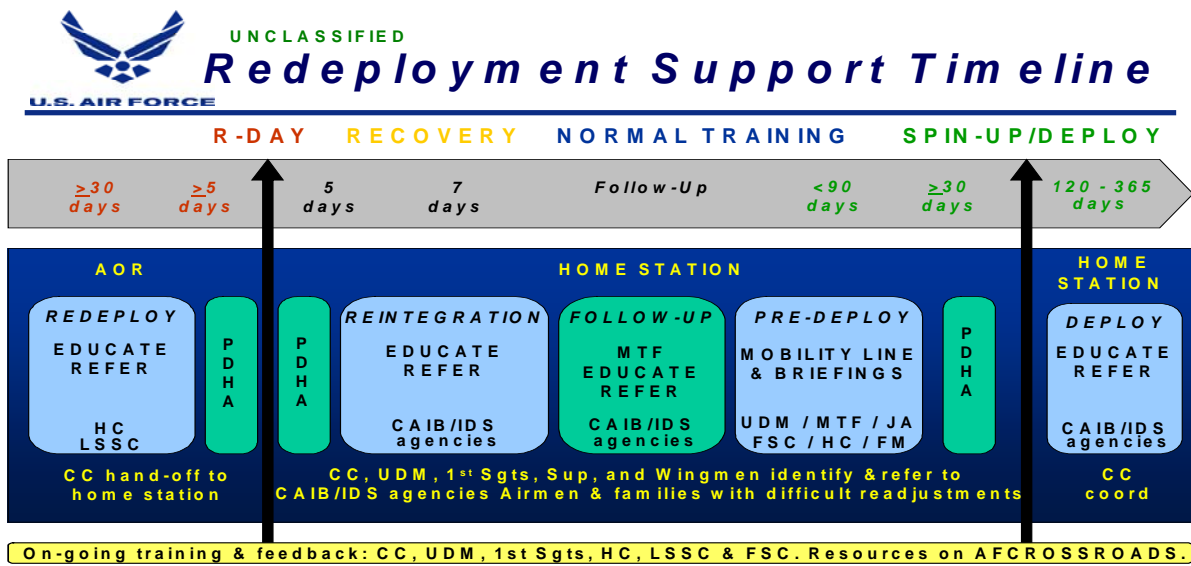 UNCLASSIFIED
Redeployment Support Timeline
U.S. AIR FORCE
R-DAY RECOVERY NORMAL TRAINING SPIN-UP/DEPLOY
≥30 days
≥5 days
5 days
7 days
Follow-Up
<90 days
≥30 days
120 - 365 days
AOR
HOME STATION
HOME
STATION
REDEPLOY
EDUCATE
REFER
HC
LSSC
PDHA
PDHA
REINTEGRATION
EDUCATE
REFER
CAIB/IDS
agencies
FOLLOW-UP
MTF
EDUCATE
REFER
CAIB/IDS
agencies
PRE-DEPLOY
MOBILITY LINE
& BRIEFINGS
UDM / MTF / JA
FSC / HC / FM
PDHA
DEPLOY
EDUCATE
REFER
CAIB/IDS
agencies
CC hand-off to
home station
CC, UDM, 1st Sgts, Sup, and Wingmen identify & refer to
CAIB/IDS agencies Airmen & families with difficult readjustments
CC
coord
On-going training & feedback: CC, UDM, 1st Sgts, HC, LSSC & FSC. Resources on AFCROSSROADS.